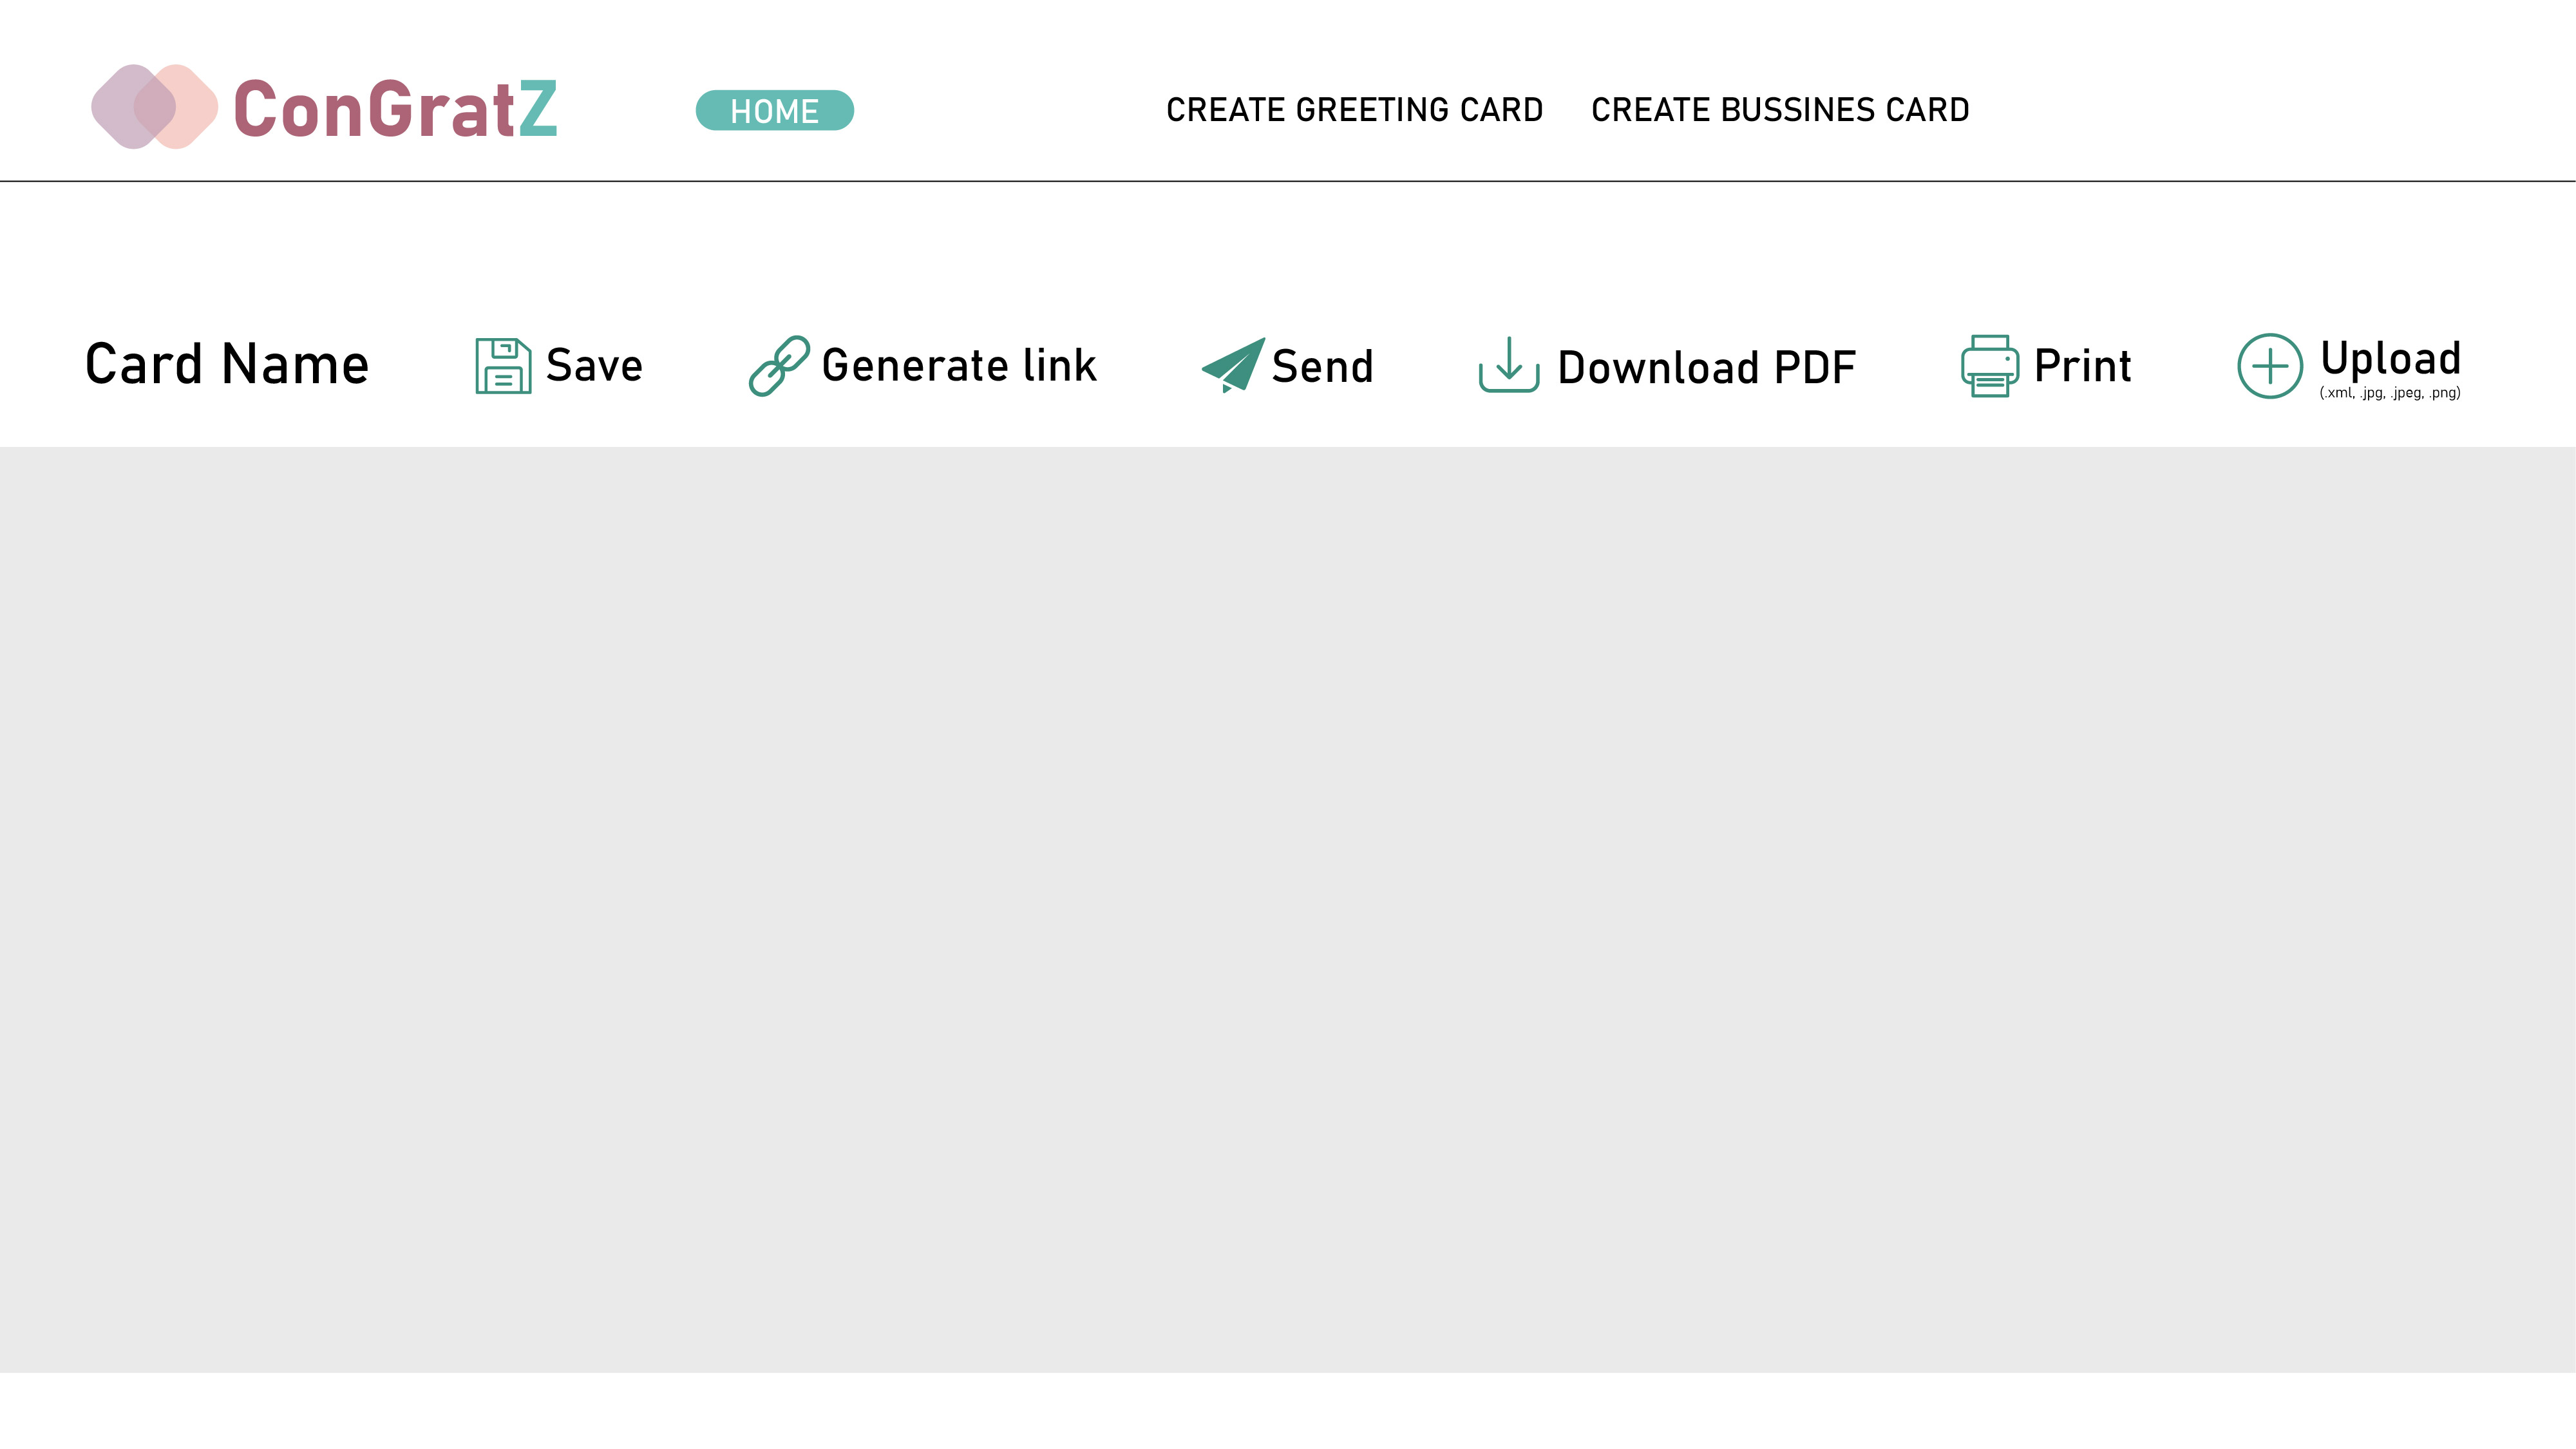 ConGratZ
HOME
CREATE GREETING CARD
CREATE BUSSINES CARD
Card Name
Save
Generate link
Send
Download PDF
Print
Upload
(.xml, .jpg, .jpeg, .png)